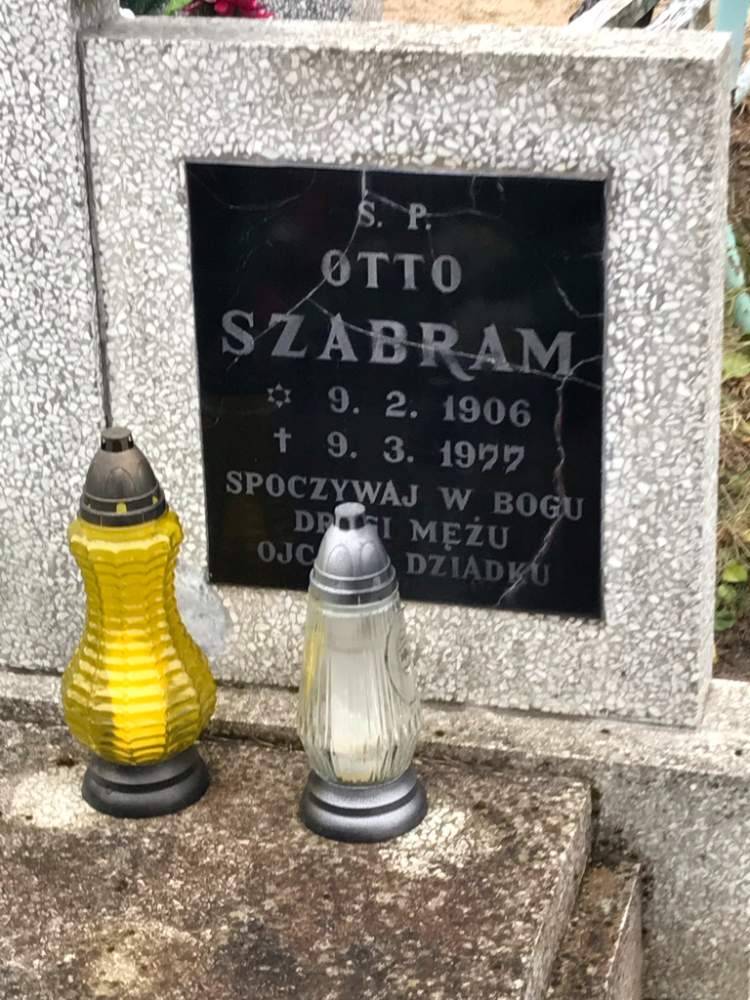 S. P.
OTTO
SZABRAM
✡ 9. 2. 1906
✝ 9. 3. 1977
SPOCZYWAJ W BOGU
MĘŻU
DZIADKU